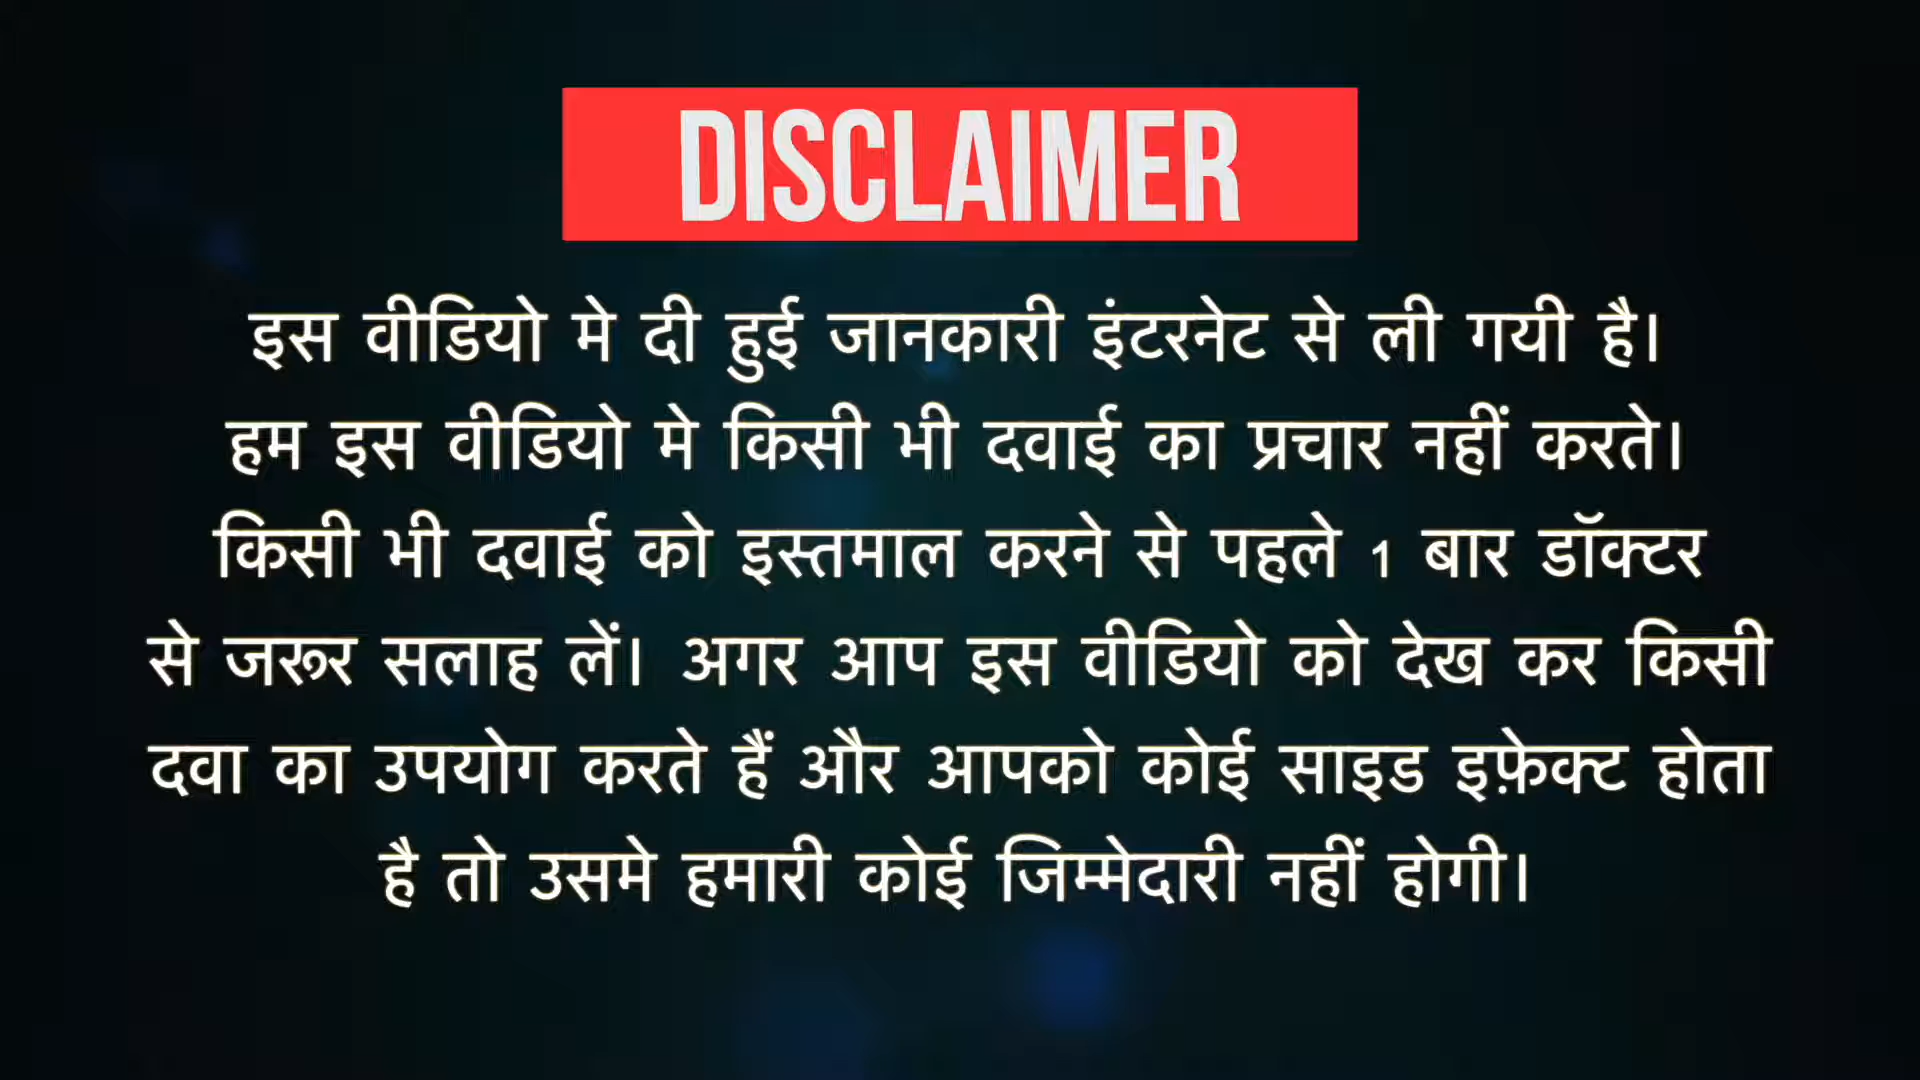 DISCLAIMER
इस वीडियो मे दी हुई जानकारी इंटरनेट से ली गयी है।
हम इस वीडियो मे किसी भी दवाई का प्रचार नहीं करते।
किसी भी दवाई को इस्तमाल करने से पहले 1 बार डॉक्टर
से जरूर सलाह लें। अगर आप इस वीडियो को देख कर किसी
दवा का उपयोग करते हैं और आपको कोई साइड इफ़ेक्ट होता
है तो उसमे हमारी कोई जिम्मेदारी नहीं होगी।